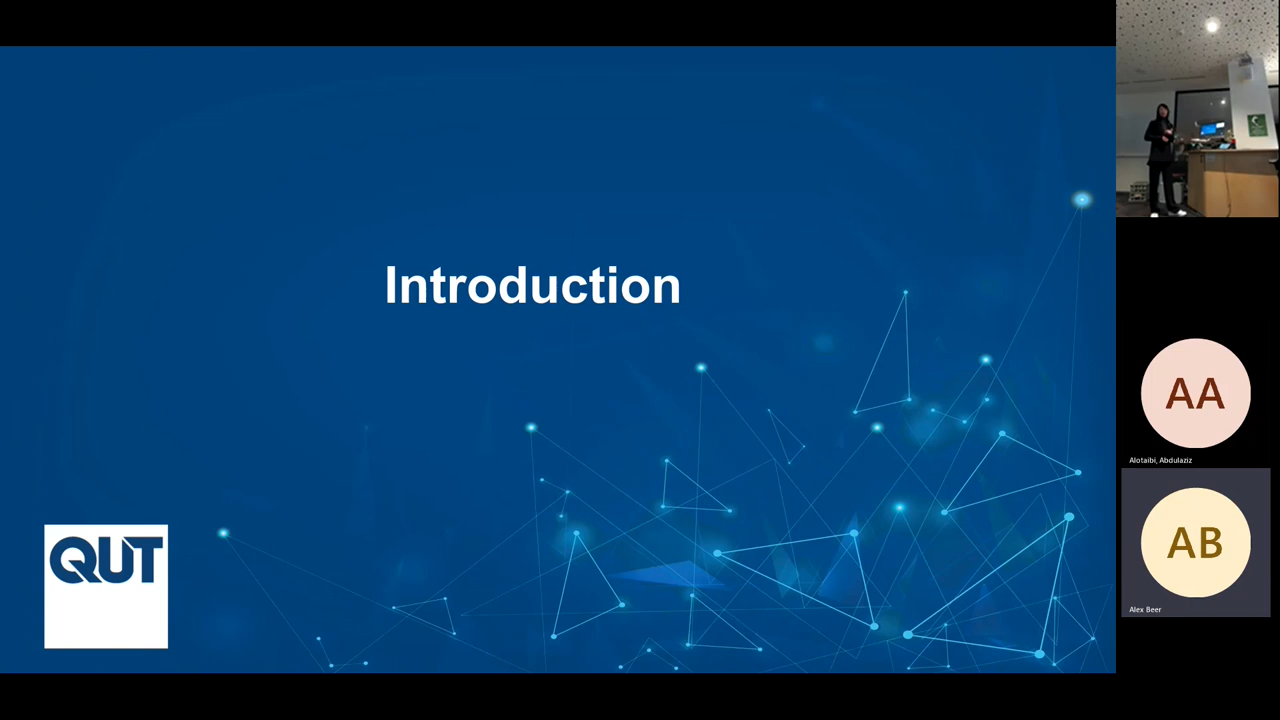 Introduction
QUT
AA
Alotaibi, Abdulaziz
AB
Alex Beer